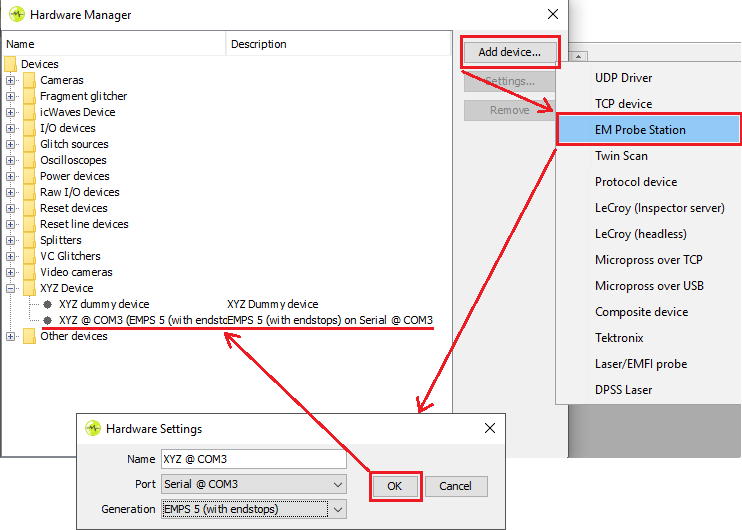 Hardware Manager
Name Description
Devices
Cameras
Fragment glitcher
icWaves Device
I/O devices
Glitch sources
Oscilloscopes
Power devices
Raw I/O devices
Reset devices
Reset line devices
Splitters
VC Glitchers
Video cameras
XYZ Device
XYZ dummy device XYZ Dummy device
XYZ @ COM3 (EMPS 5 (with endstoEMPS 5 (with endstops) on Serial @ COM3
Other devices
Add device...
Settings...
Remove
UDP Driver
TCP device
EM Probe Station
Twin Scan
Protocol device
LeCroy (Inspector server)
LeCroy (headless)
Micropross over TCP
Micropross over USB
Composite device
Tektronix
Laser/EMFI probe
DPSS Laser
Hardware Settings
Name XYZ @ COM3
Port Serial @ COM3
Generation EMPS 5 (with endstops)
OK Cancel